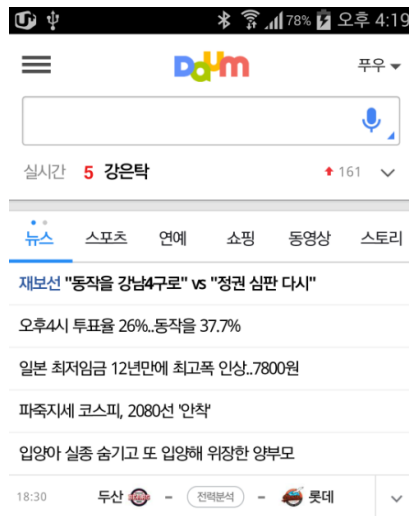 78% 오후 4:19
Daum 푸우
실시간 5 강은탁 161
뉴스 스포츠 연예 쇼핑 동영상 스토리
재보선 "동작을 강남4구로" vs "정권 심판 다시"
오후4시 투표율 26%..동작을 37.7%
일본 최저임금 12년만에 최고폭 인상..7800원
파죽지세 코스피, 2080선 '안착'
입양아 실종 숨기고 또 입양해 위장한 양부모
18:30 두산 - 전력분석 - 롯데